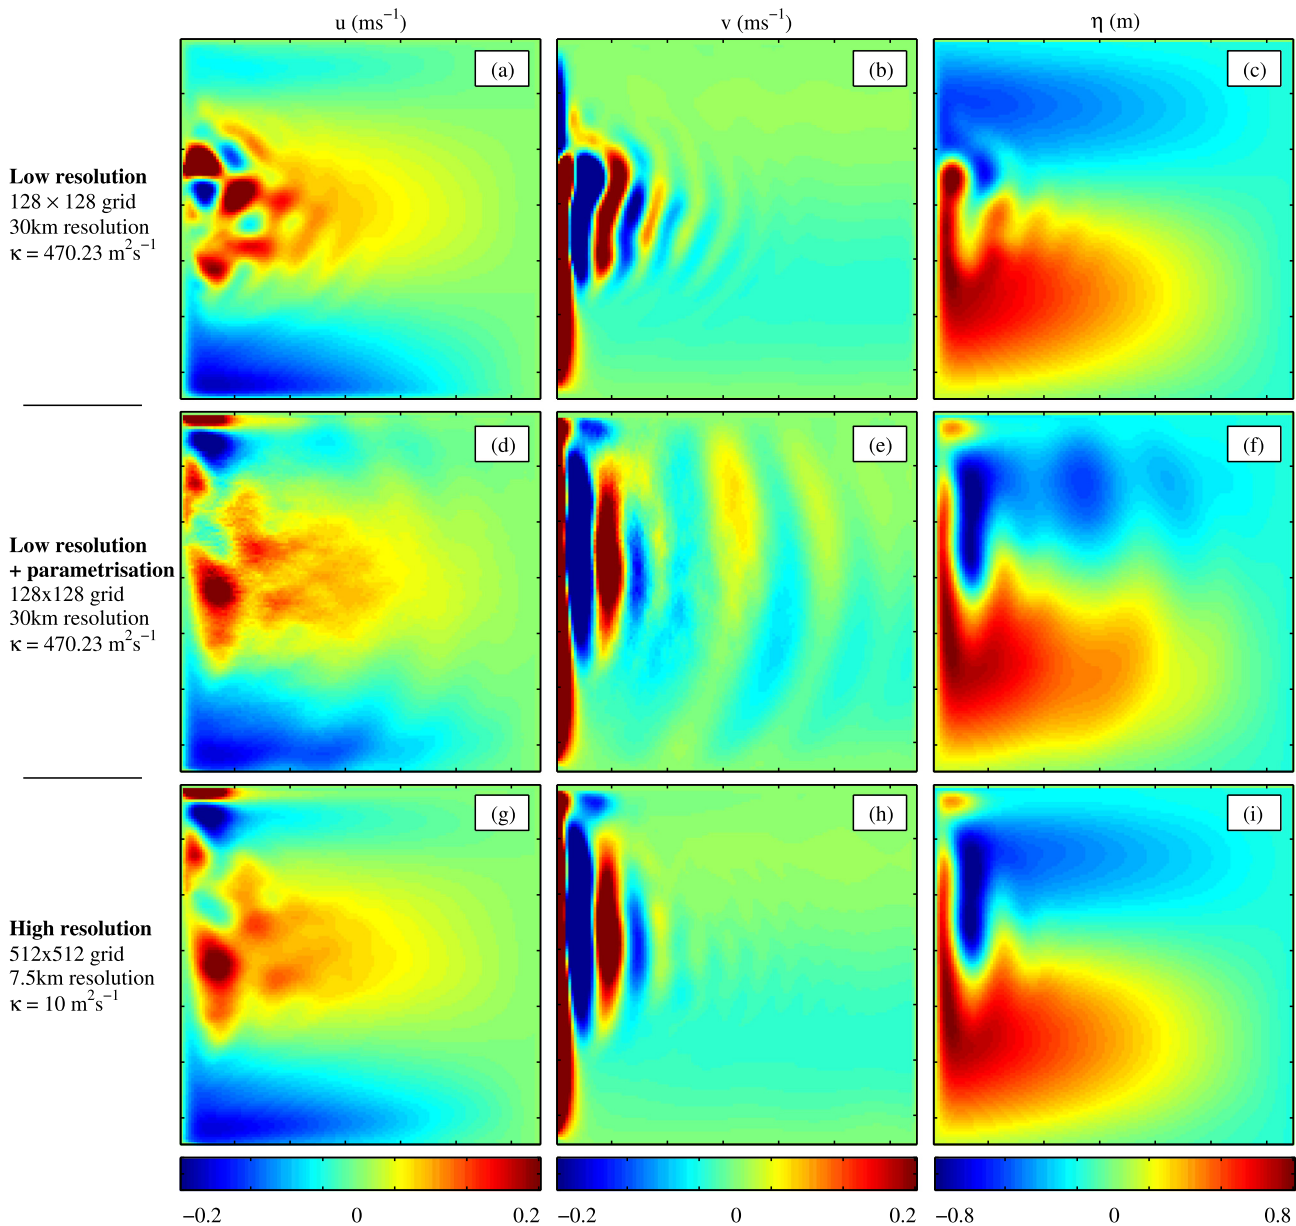 u (ms⁻¹) v (ms⁻¹) η (m)
(a) (b) (c)
Low resolution
128 × 128 grid
30km resolution
κ = 470.23 m²s⁻¹
(d) (e) (f)
Low resolution
+ parametrisation
128x128 grid
30km resolution
κ = 470.23 m²s⁻¹
(g) (h) (i)
High resolution
512x512 grid
7.5km resolution
κ = 10 m²s⁻¹
−0.2 0 0.2 −0.2 0 0.2 −0.8 0 0.8